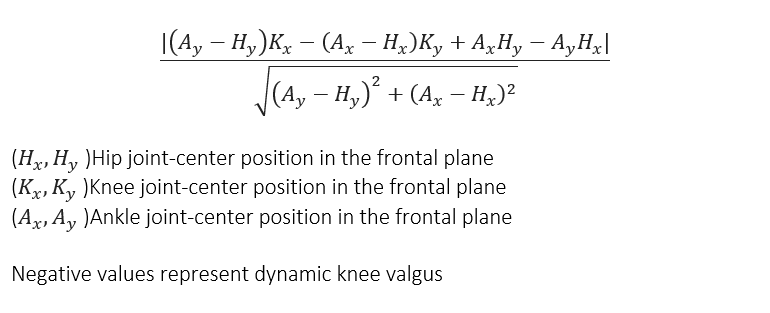 |(A_y − H_y)K_x − (A_x − H_x)K_y + A_xH_y − A_yH_x|
√((A_y − H_y)² + (A_x − H_x)²)
(H_x, H_y )Hip joint-center position in the frontal plane
(K_x, K_y )Knee joint-center position in the frontal plane
(A_x, A_y )Ankle joint-center position in the frontal plane
Negative values represent dynamic knee valgus